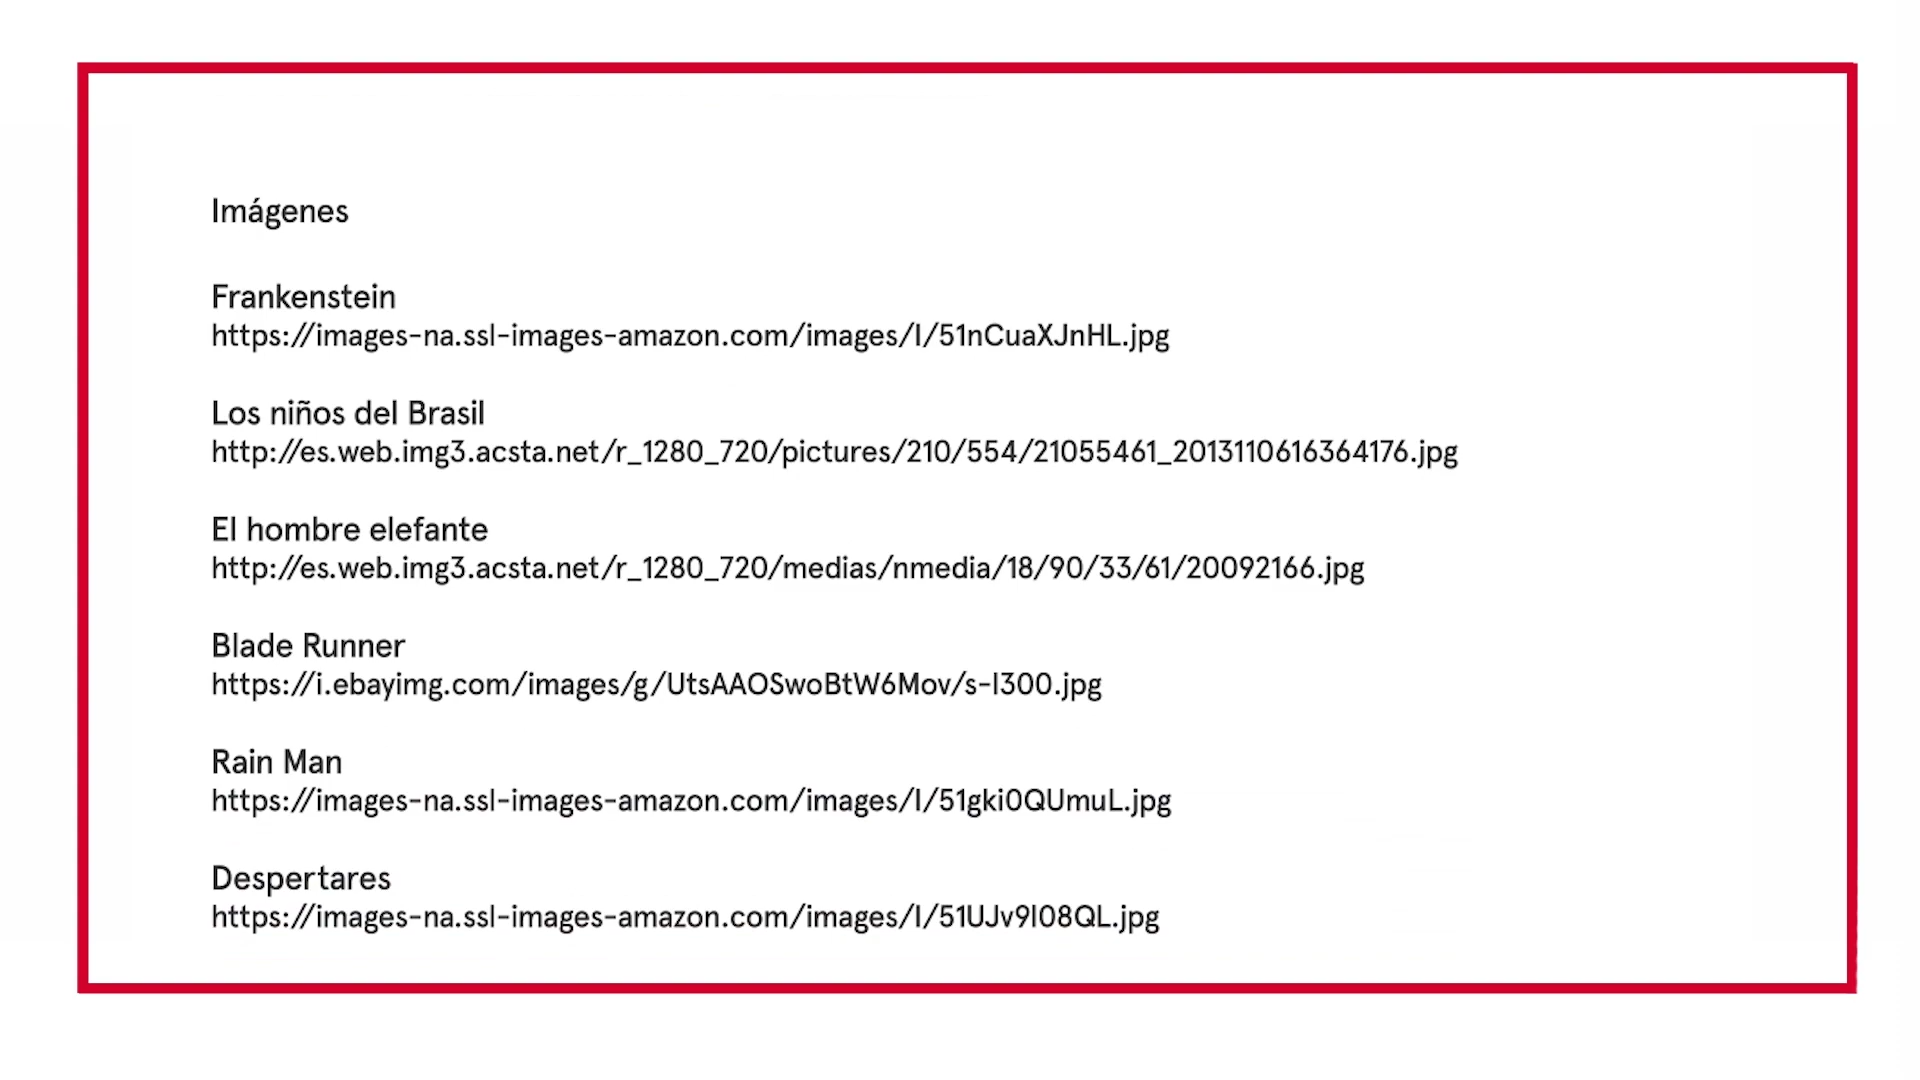 Imágenes
Frankenstein
https://images-na.ssl-images-amazon.com/images/I/51nCuaXJnHL.jpg
Los niños del Brasil
http://es.web.img3.acsta.net/r_1280_720/pictures/210/554/21055461_2013110616364176.jpg
El hombre elefante
http://es.web.img3.acsta.net/r_1280_720/medias/nmedia/18/90/33/61/20092166.jpg
Blade Runner
https://i.ebayimg.com/images/g/UtsAAOSwoBtW6Mov/s-l300.jpg
Rain Man
https://images-na.ssl-images-amazon.com/images/I/51gki0QUmuL.jpg
Despertares
https://images-na.ssl-images-amazon.com/images/I/51UJv9I08QL.jpg